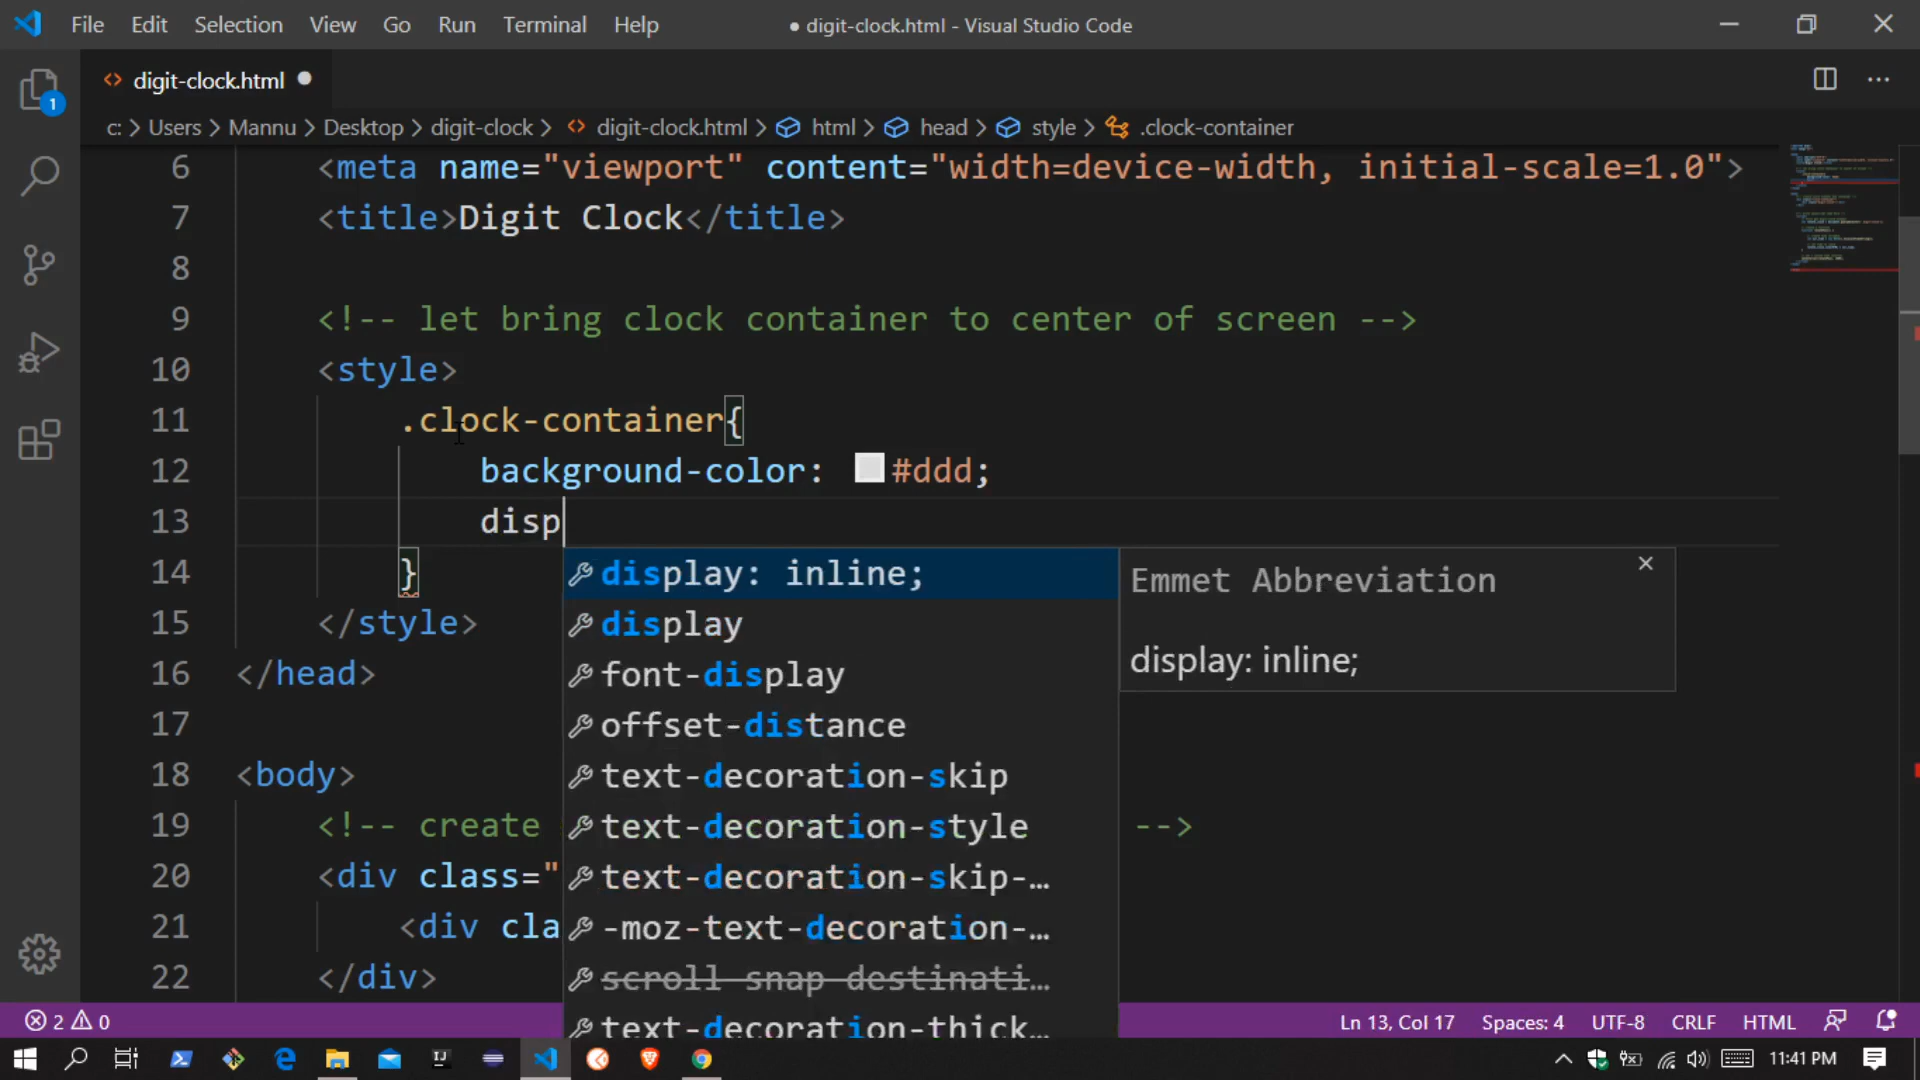 File Edit Selection View Go Run Terminal Help ● digit-clock.html - Visual Studio Code
digit-clock.html
1
c: > Users > Mannu > Desktop > digit-clock > digit-clock.html > html > head > style > .clock-container
6 <meta name="viewport" content="width=device-width, initial-scale=1.0">
7 <title>Digit Clock</title>
8
9 <!-- let bring clock container to center of screen -->
10 <style>
11 .clock-container{
12 background-color: #ddd;
13 disp
14 }
15 </style>
16 </head>
17
18 <body>
19 <!-- create -->
20 <div class="
21 <div cla
22 </div>
display: inline;
display
font-display
offset-distance
text-decoration-skip
text-decoration-style
text-decoration-skip-…
-moz-text-decoration-…
scroll-snap-destinati…
text-decoration-thick…
Emmet Abbreviation
display: inline;
2 0 Ln 13, Col 17 Spaces: 4 UTF-8 CRLF HTML
IJ 11:41 PM